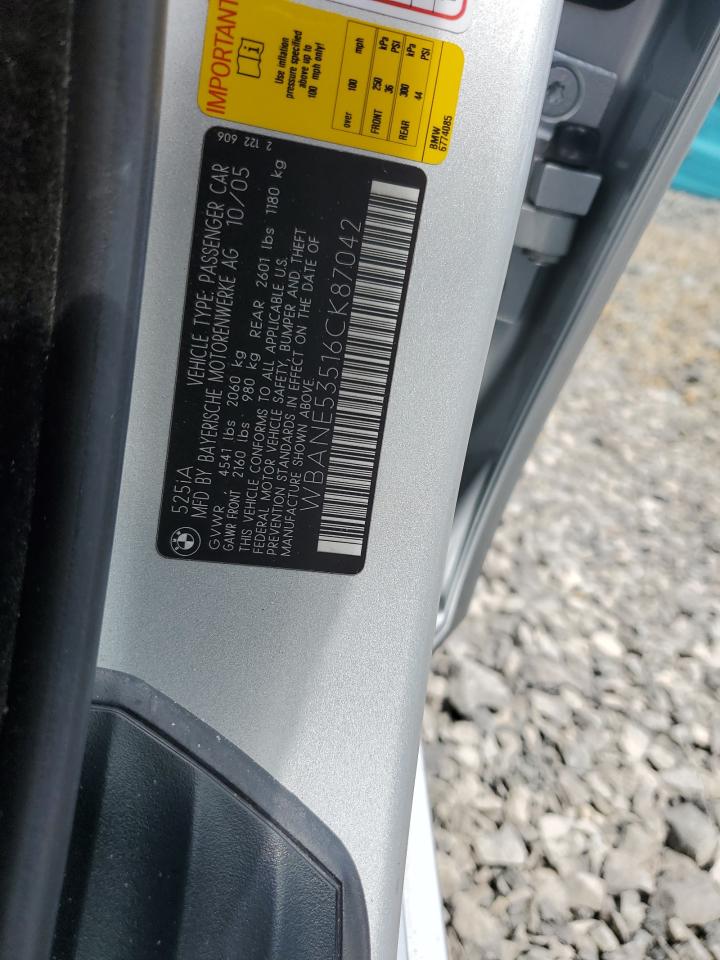 IMPORTANT
Use inflation
pressure specified
above up to
100 mph only!
over 100 mph
kPa
PSI
kPa
PSI
FRONT 250 36
REAR 300 44
BMW
6774085
2 122 606
525iA VEHICLE TYPE: PASSENGER CAR
MFD BY BAYERISCHE MOTORENWERKE AG 10/05
GVWR 4541 lbs 2060 kg
GAWR FRONT 2160 lbs 980 kg REAR 2601 lbs 1180 kg
THIS VEHICLE CONFORMS TO ALL APPLICABLE U.S.
FEDERAL MOTOR VEHICLE SAFETY, BUMPER AND THEFT
PREVENTION STANDARDS IN EFFECT ON THE DATE OF
MANUFACTURE SHOWN ABOVE
WBANE53516CK87042